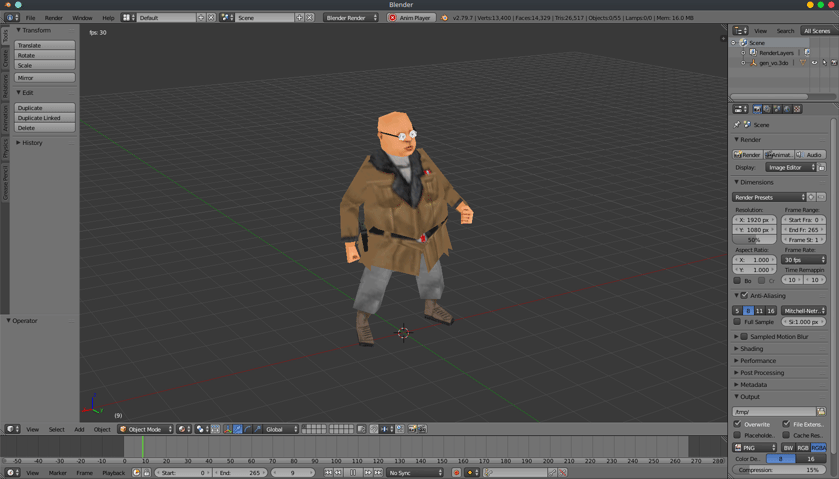 Blender
File Render Window Help Default Scene Blender Render Anim Player v2.79.7 | Verts:13,400 | Faces:14,329 | Tris:26,517 | Objects:0/55 | Lamps:0/0 | Mem: 16.0 MB
View Search All Scenes
Scene
RenderLayers
gen_vo.3do
fps: 30
Tools
Create
Relations
Animation
Physics
Grease Pencil
Transform
Translate
Rotate
Scale
Mirror
Edit
Duplicate
Duplicate Linked
Delete
History
Operator
(9)
Scene
Render
Render Animat Audio
Display: Image Editor
Dimensions
Render Presets
Resolution: Frame Range:
X: 1920 px Start Fra: 0
Y: 1080 px End Fr: 265
50% Frame St: 1
Aspect Ratio: Frame Rate:
X: 1.000 30 fps
Y: 1.000 Time Remappin
Bo Cr 10 10
Anti-Aliasing
5 8 11 16 Mitchell-Netr..
Full Sample Si:1.000 px
Sampled Motion Blur
Shading
Performance
Post Processing
Metadata
Output
/tmp/
Overwrite File Extens..
Placeholde.. Cache Res..
PNG BW RGB RGBA
Color De.. 8 16
Compression: 15%
View Select Add Object Object Mode Global
-50 -40 -30 -20 -10 0 10 20 30 40 50 60 70 80 90 100 110 120 130 140 150 160 170 180 190 200 210 220 230 240 250 260 270 280
View Marker Frame Playback Start: 0 End: 265 9 No Sync